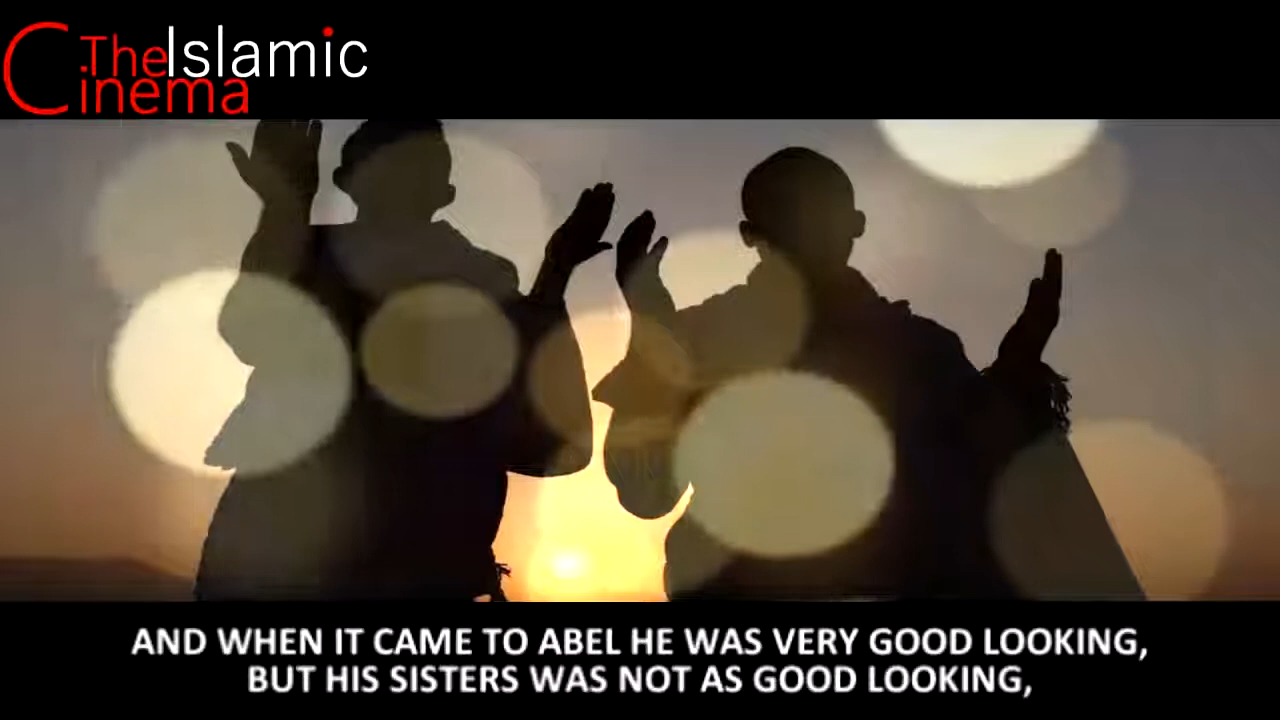 The Islamic
Cinema
AND WHEN IT CAME TO ABEL HE WAS VERY GOOD LOOKING,
BUT HIS SISTERS WAS NOT AS GOOD LOOKING,